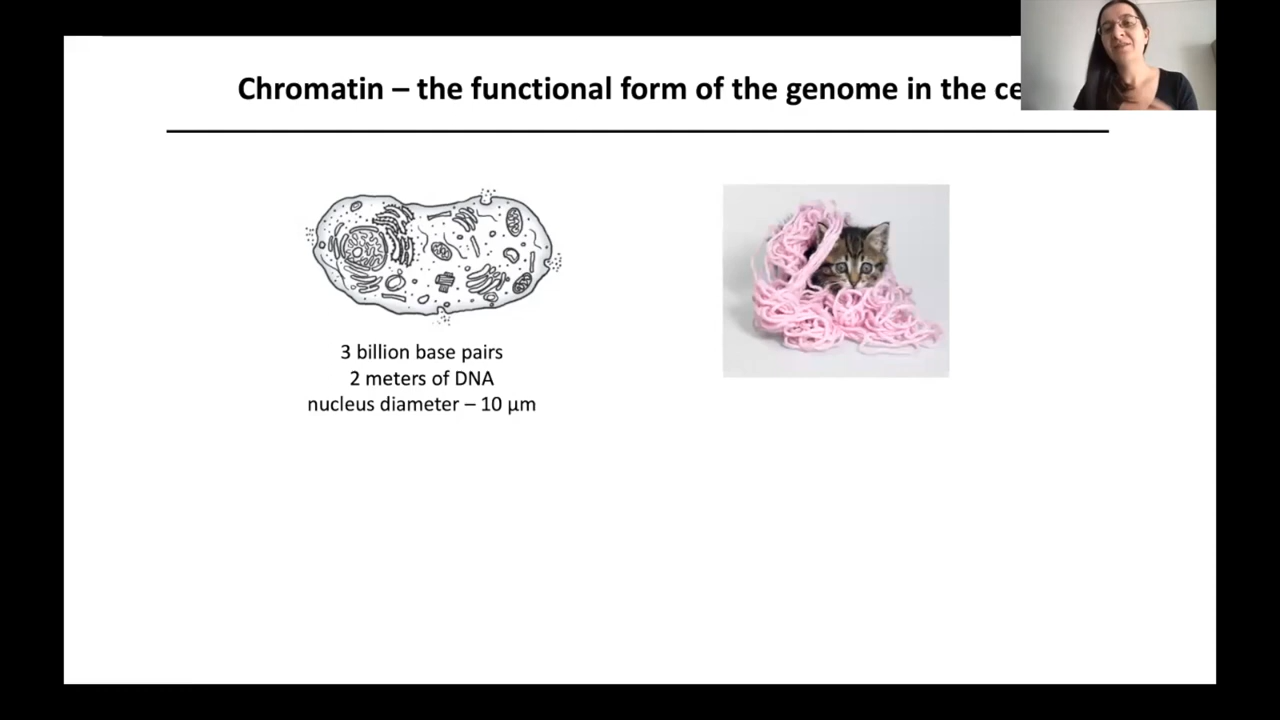 Chromatin – the functional form of the genome in the ce
3 billion base pairs
2 meters of DNA
nucleus diameter – 10 µm